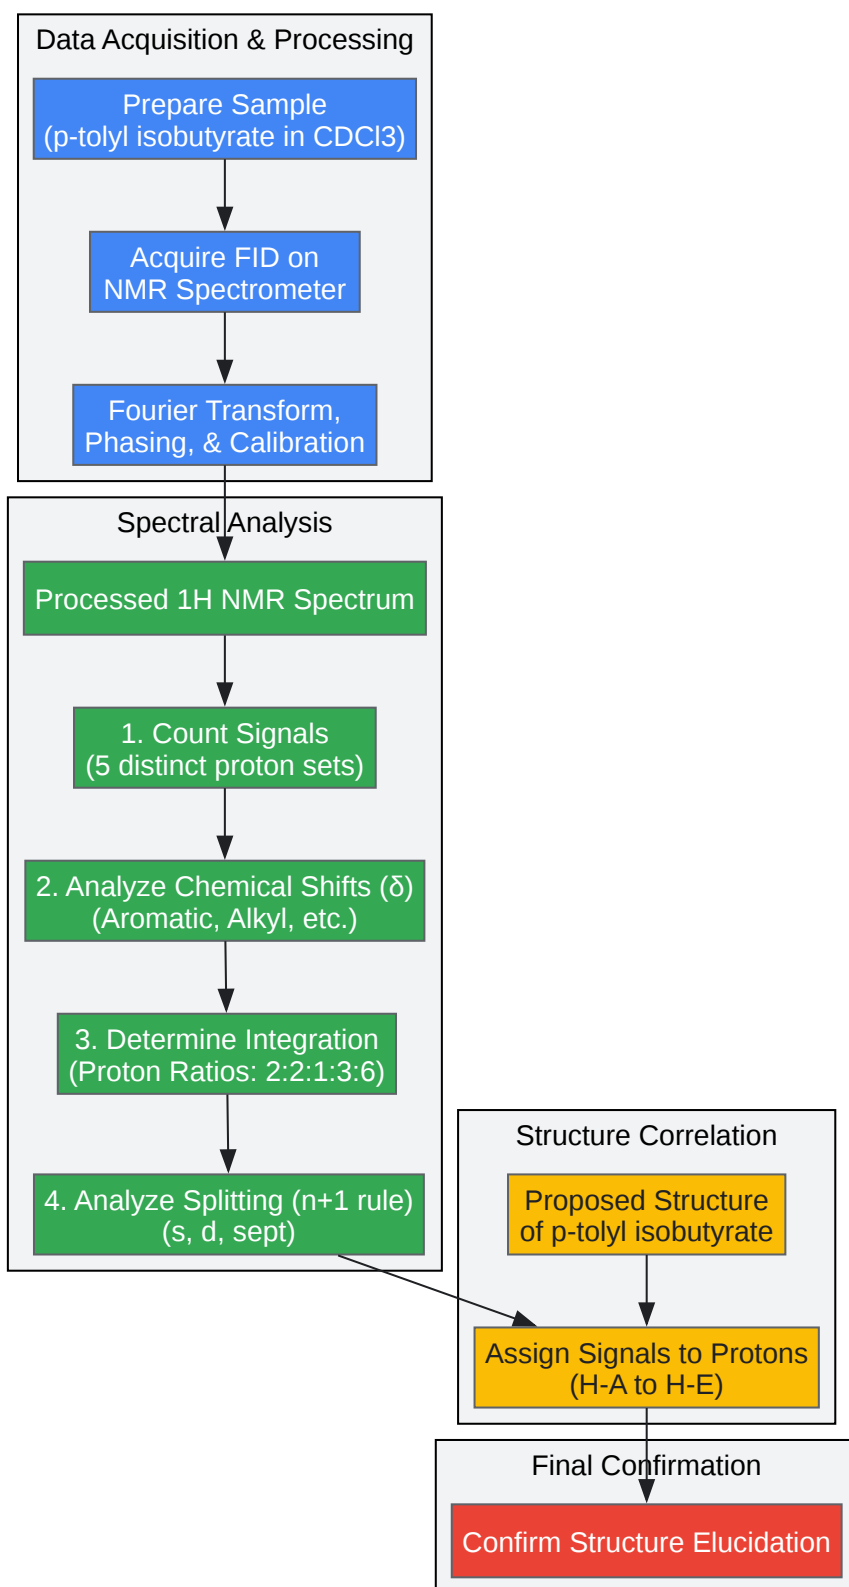 Data Acquisition & Processing
Prepare Sample
(p-tolyl isobutyrate in CDCl3)
Acquire FID on
NMR Spectrometer
Fourier Transform,
Phasing, & Calibration
Spectral Analysis
Processed 1H NMR Spectrum
1. Count Signals
(5 distinct proton sets)
2. Analyze Chemical Shifts (δ)
(Aromatic, Alkyl, etc.)
3. Determine Integration
(Proton Ratios: 2:2:1:3:6)
4. Analyze Splitting (n+1 rule)
(s, d, sept)
Structure Correlation
Proposed Structure
of p-tolyl isobutyrate
Assign Signals to Protons
(H-A to H-E)
Final Confirmation
Confirm Structure Elucidation